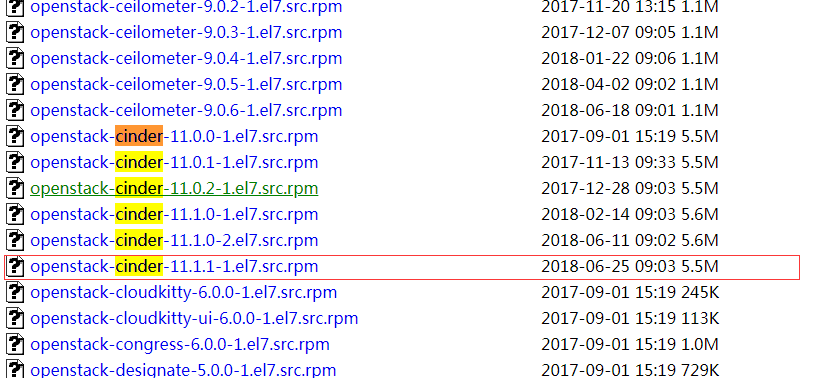 openstack-ceilometer-9.0.2-1.el7.src.rpm 2017-11-20 13:15 1.1M
openstack-ceilometer-9.0.3-1.el7.src.rpm 2017-12-07 09:05 1.1M
openstack-ceilometer-9.0.4-1.el7.src.rpm 2018-01-22 09:06 1.1M
openstack-ceilometer-9.0.5-1.el7.src.rpm 2018-04-02 09:02 1.1M
openstack-ceilometer-9.0.6-1.el7.src.rpm 2018-06-18 09:01 1.1M
openstack-cinder-11.0.0-1.el7.src.rpm 2017-09-01 15:19 5.5M
openstack-cinder-11.0.1-1.el7.src.rpm 2017-11-13 09:33 5.5M
openstack-cinder-11.0.2-1.el7.src.rpm 2017-12-28 09:03 5.5M
openstack-cinder-11.1.0-1.el7.src.rpm 2018-02-14 09:03 5.6M
openstack-cinder-11.1.0-2.el7.src.rpm 2018-06-11 09:02 5.6M
openstack-cinder-11.1.1-1.el7.src.rpm 2018-06-25 09:03 5.5M
openstack-cloudkitty-6.0.0-1.el7.src.rpm 2017-09-01 15:19 245K
openstack-cloudkitty-ui-6.0.0-1.el7.src.rpm 2017-09-01 15:19 113K
openstack-congress-6.0.0-1.el7.src.rpm 2017-09-01 15:19 1.0M
openstack-designate-5.0.0-1.el7.src.rpm 2017-09-01 15:19 729K